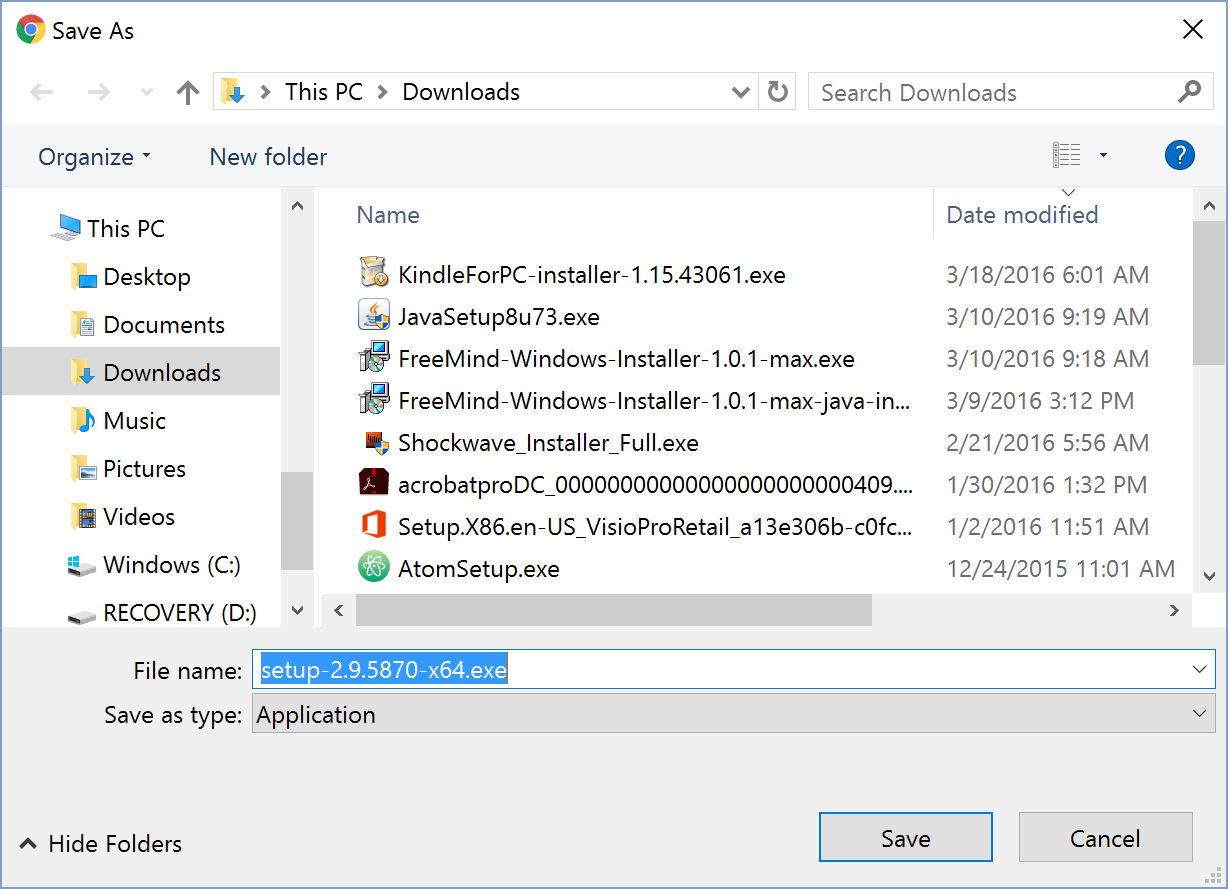 Save As
This PC Downloads Search Downloads
Organize New folder ?
This PC
Desktop
Documents
Downloads
Music
Pictures
Videos
Windows (C:)
RECOVERY (D:)
Name Date modified
KindleForPC-installer-1.15.43061.exe 3/18/2016 6:01 AM
JavaSetup8u73.exe 3/10/2016 9:19 AM
FreeMind-Windows-Installer-1.0.1-max.exe 3/10/2016 9:18 AM
FreeMind-Windows-Installer-1.0.1-max-java-in... 3/9/2016 3:12 PM
Shockwave_Installer_Full.exe 2/21/2016 5:56 AM
acrobatproDC_00000000000000000000000409.... 1/30/2016 1:32 PM
Setup.X86.en-US_VisioProRetail_a13e306b-c0fc... 1/2/2016 11:51 AM
AtomSetup.exe 12/24/2015 11:01 AM
File name: setup-2.9.5870-x64.exe
Save as type: Application
Hide Folders Save Cancel